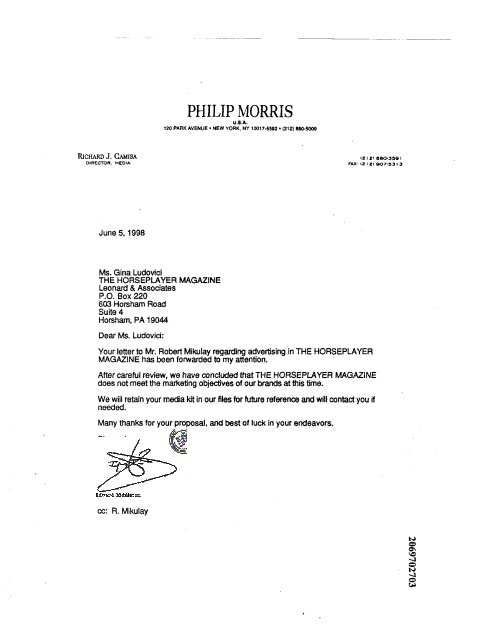 PHILIP MORRIS
U.S.A.
120 PARK AVENUE • NEW YORK, NY 10017-5592 • (212) 880-5000
RICHARD J. CAMISA
DIRECTOR, MEDIA
(212) 880-3591
FAX: (212) 907-5313
June 5, 1998
Ms. Gina Ludovici
THE HORSEPLAYER MAGAZINE
Leonard & Associates
P.O. Box 220
603 Horsham Road
Suite 4
Horsham, PA 19044
Dear Ms. Ludovici:
Your letter to Mr. Robert Mikulay regarding advertising in THE HORSEPLAYER
MAGAZINE has been forwarded to my attention.
After careful review, we have concluded that THE HORSEPLAYER MAGAZINE
does not meet the marketing objectives of our brands at this time.
We will retain your media kit in our files for future reference and will contact you if
needed.
Many thanks for your proposal, and best of luck in your endeavors.
cc: R. Mikulay
2069702703